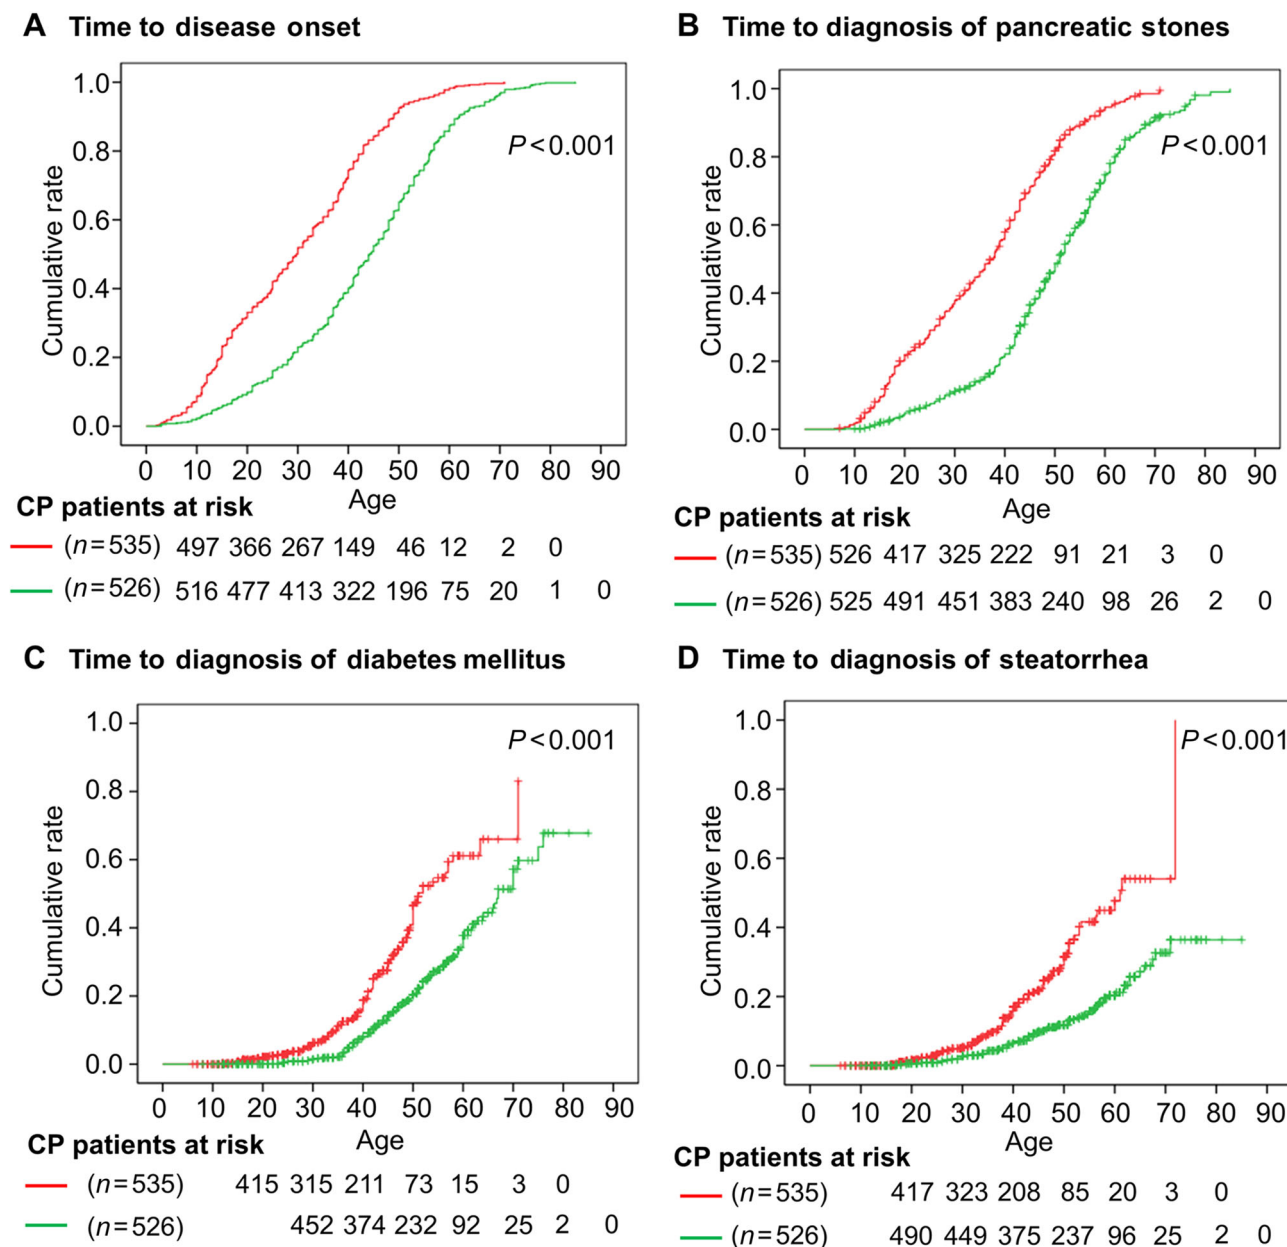 A Time to disease onset
1.0
0.8
0.6
0.4
0.2
0.0
Cumulative rate
P<0.001
0 10 20 30 40 50 60 70 80 90
Age
CP patients at risk
(n=535) 497 366 267 149 46 12 2 0
(n=526) 516 477 413 322 196 75 20 1 0
B Time to diagnosis of pancreatic stones
1.0
0.8
0.6
0.4
0.2
0.0
Cumulative rate
P<0.001
0 10 20 30 40 50 60 70 80 90
Age
CP patients at risk
(n=535) 526 417 325 222 91 21 3 0
(n=526) 525 491 451 383 240 98 26 2 0
C Time to diagnosis of diabetes mellitus
1.0
0.8
0.6
0.4
0.2
0.0
Cumulative rate
P<0.001
0 10 20 30 40 50 60 70 80 90
Age
CP patients at risk
(n=535) 415 315 211 73 15 3 0
(n=526) 452 374 232 92 25 2 0
D Time to diagnosis of steatorrhea
1.0
0.8
0.6
0.4
0.2
0.0
Cumulative rate
P<0.001
0 10 20 30 40 50 60 70 80 90
Age
CP patients at risk
(n=535) 417 323 208 85 20 3 0
(n=526) 490 449 375 237 96 25 2 0